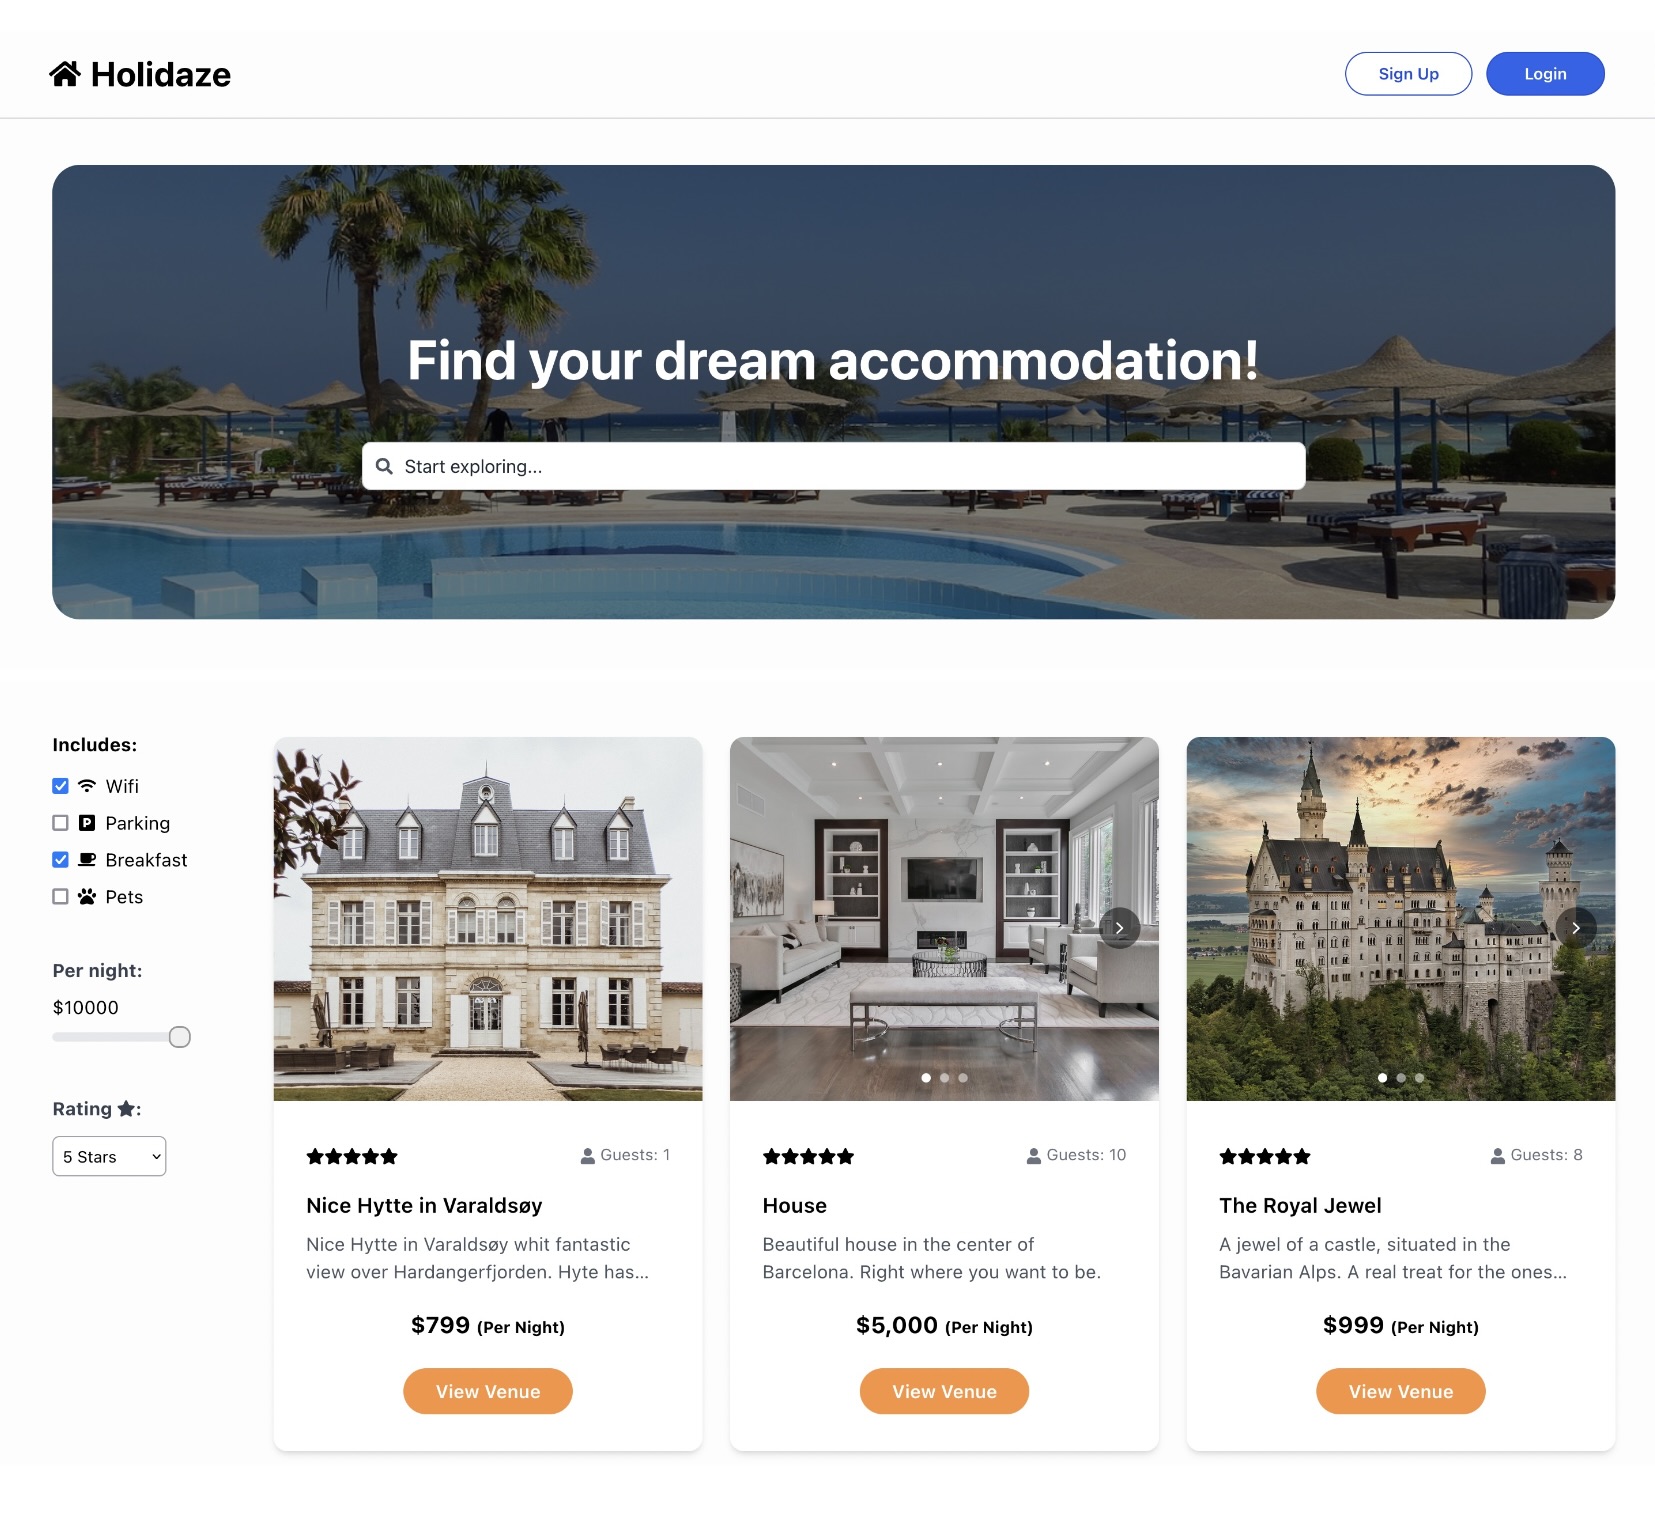 Holidaze
Sign Up
Login
Find your dream accommodation!
Start exploring...
Includes:
Wifi
Parking
Breakfast
Pets
Per night:
$10000
Rating :
5 Stars
Guests: 1
Nice Hytte in Varaldsøy
Nice Hytte in Varaldsøy whit fantastic
view over Hardangerfjorden. Hyte has...
$799 (Per Night)
View Venue
Guests: 10
House
Beautiful house in the center of
Barcelona. Right where you want to be.
$5,000 (Per Night)
View Venue
Guests: 8
The Royal Jewel
A jewel of a castle, situated in the
Bavarian Alps. A real treat for the ones...
$999 (Per Night)
View Venue